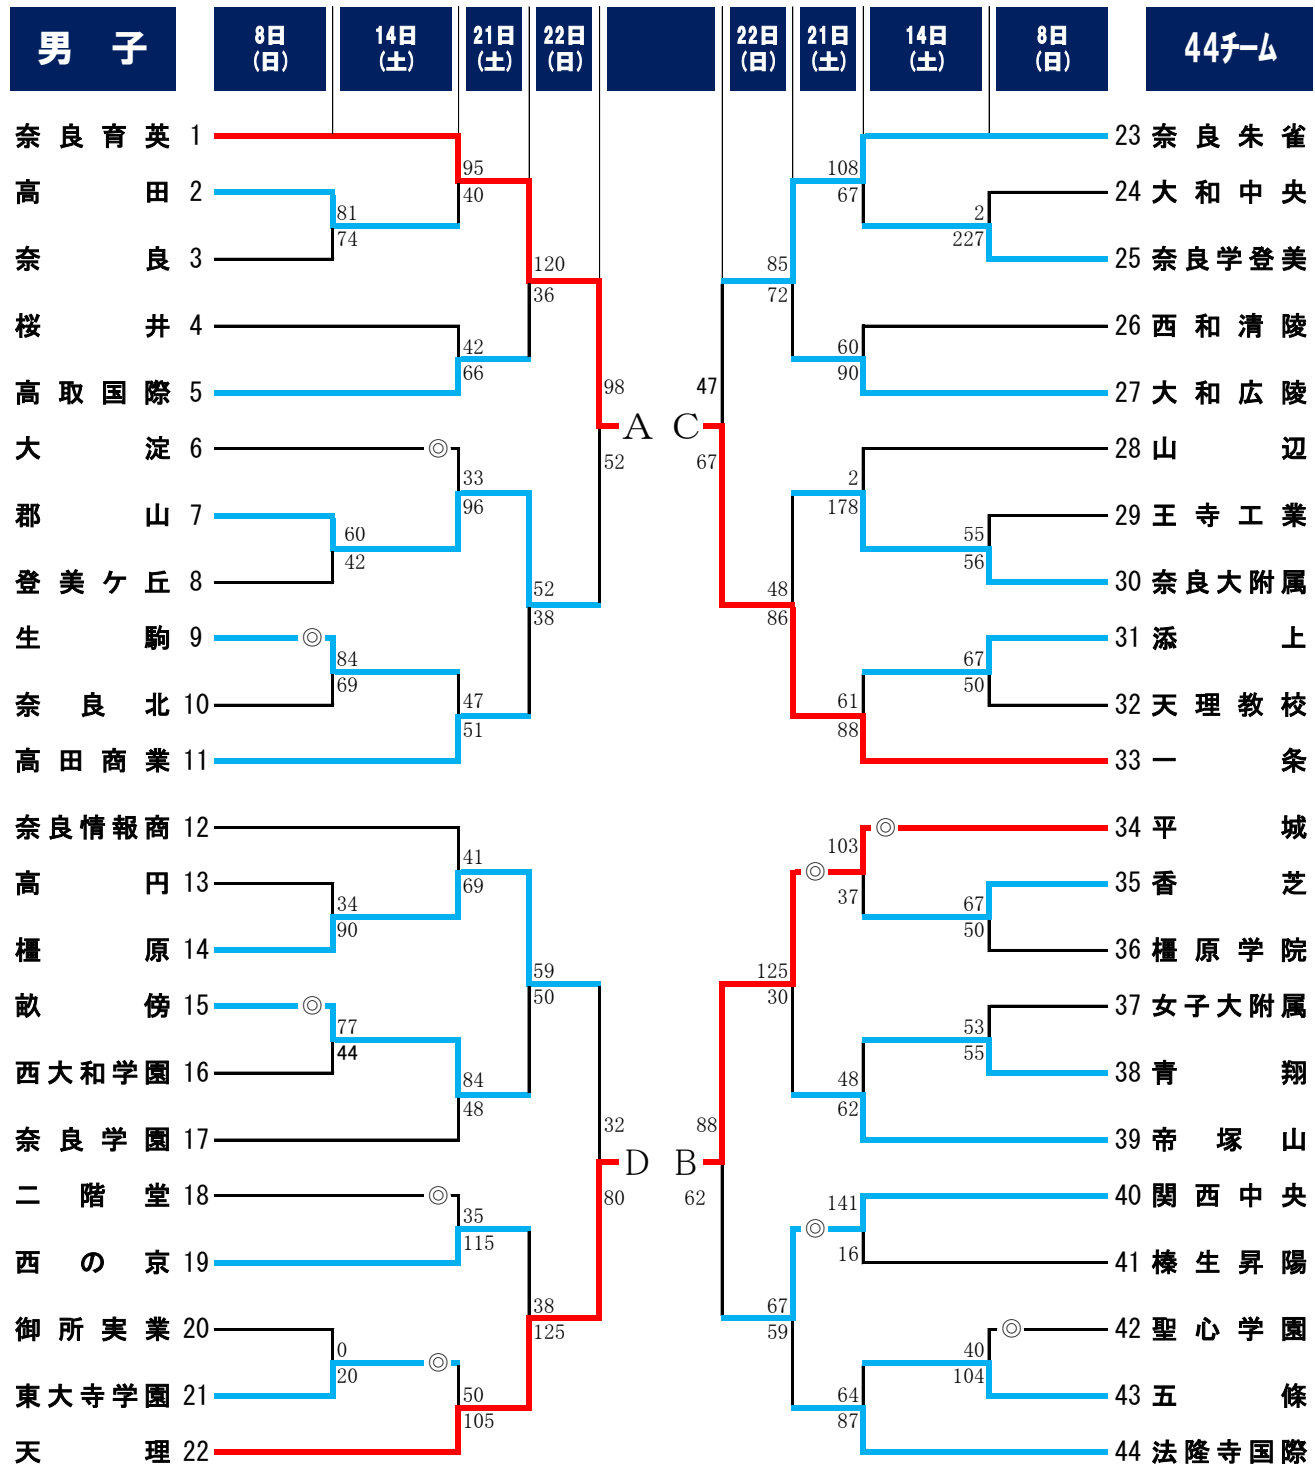 男 子
8日
(日)
14日
(土)
21日
(土)
22日
(日)
22日
(日)
21日
(土)
14日
(土)
8日
(日)
44チーム
奈良育英 1
高田 2
奈良 3
桜井 4
高取国際 5
大淀 6
郡山 7
登美ケ丘 8
生駒 9
奈良北 10
高田商業 11
奈良情報商 12
高円 13
橿原 14
畝傍 15
西大和学園 16
奈良学園 17
二階堂 18
西の京 19
御所実業 20
東大寺学園 21
天理 22
95
40
81
74
120
36
42
66
98
52
◎
33
96
60
42
52
38
◎
84
69
47
51
41
69
34
90
59
50
◎
77
44
84
48
32
80
◎
35
115
38
125
0
20
◎
50
105
A
C
D
B
108
67
2
227
85
72
60
90
47
67
2
178
55
56
48
86
67
50
61
88
◎
103
37
◎
67
50
125
30
53
55
48
62
88
62
141
16
◎
67
59
◎
40
104
64
87
23 奈良朱雀
24 大和中央
25 奈良学登美
26 西和清陵
27 大和広陵
28 山辺
29 王寺工業
30 奈良大附属
31 添上
32 天理教校
33 一条
34 平城
35 香芝
36 橿原学院
37 女子大附属
38 青翔
39 帝塚山
40 関西中央
41 榛生昇陽
42 聖心学園
43 五條
44 法隆寺国際